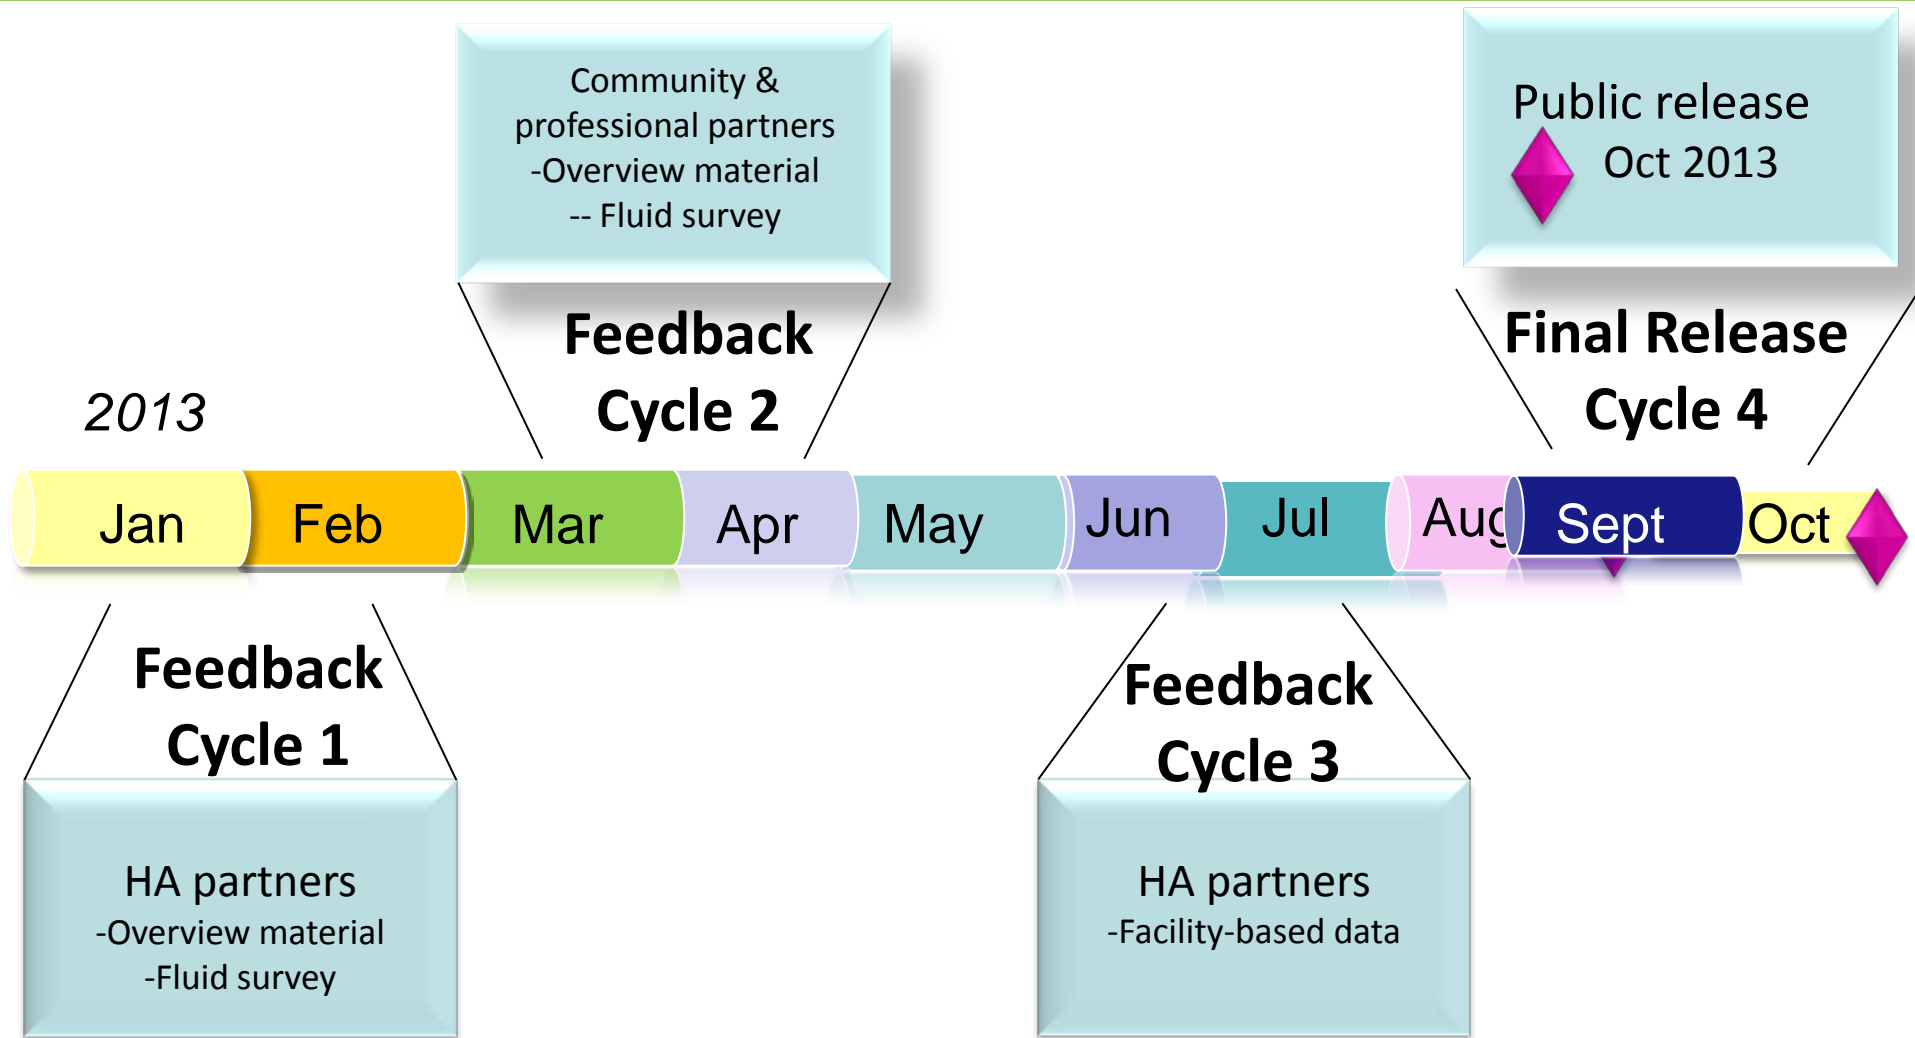 Community &
professional partners
-Overview material
-- Fluid survey
Public release
Oct 2013
Feedback
Cycle 2
Final Release
Cycle 4
2013
Jan
Feb
Mar
Apr
May
Jun
Jul
Aug
Sept
Oct
Feedback
Cycle 1
Feedback
Cycle 3
HA partners
-Overview material
-Fluid survey
HA partners
-Facility-based data